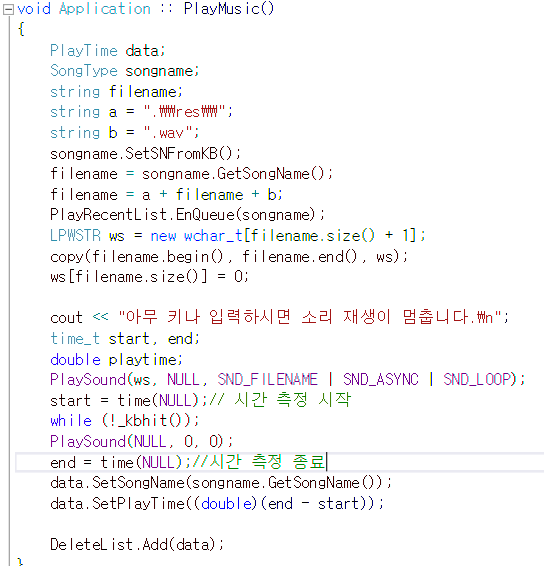 void Application :: PlayMusic()
{
PlayTime data;
SongType songname;
string filename;
string a = ".₩₩res₩₩";
string b = ".wav";
songname.SetSNFromKB();
filename = songname.GetSongName();
filename = a + filename + b;
PlayRecentList.EnQueue(songname);
LPWSTR ws = new wchar_t[filename.size() + 1];
copy(filename.begin(), filename.end(), ws);
ws[filename.size()] = 0;
cout << "아무 키나 입력하시면 소리 재생이 멈춥니다.₩n";
time_t start, end;
double playtime;
PlaySound(ws, NULL, SND_FILENAME | SND_ASYNC | SND_LOOP);
start = time(NULL);// 시간 측정 시작
while (!_kbhit());
PlaySound(NULL, 0, 0);
end = time(NULL);//시간 측정 종료
data.SetSongName(songname.GetSongName());
data.SetPlayTime((double)(end - start));
DeleteList.Add(data);
}